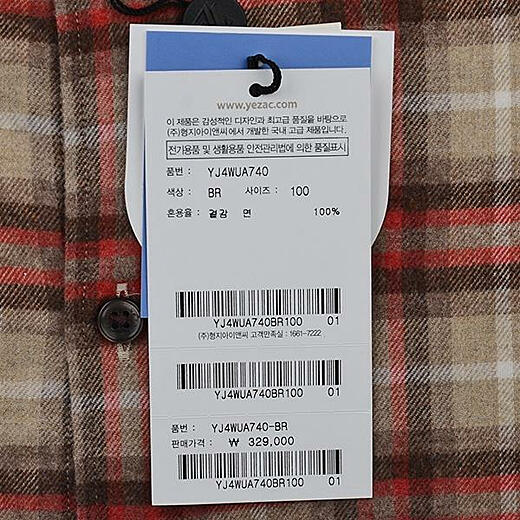 www.yezac.com
이 제품은 감성적인 디자인과 최고급 품질을 바탕으로
(주)형지아이앤씨에서 개발한 국내 고급 제품입니다.
전기용품 및 생활용품 안전관리법에 의한 품질표시
품번 : YJ4WUA740
색상 : BR 사이즈 : 100
혼용율 : 겉감 면 100%
YJ4WUA740BR100 01
(주)형지아이앤씨 고객만족실 : 1661-7222
YJ4WUA740BR100 01
품번 : YJ4WUA740-BR
판매가격 : ₩ 329,000
YJ4WUA740BR100 01